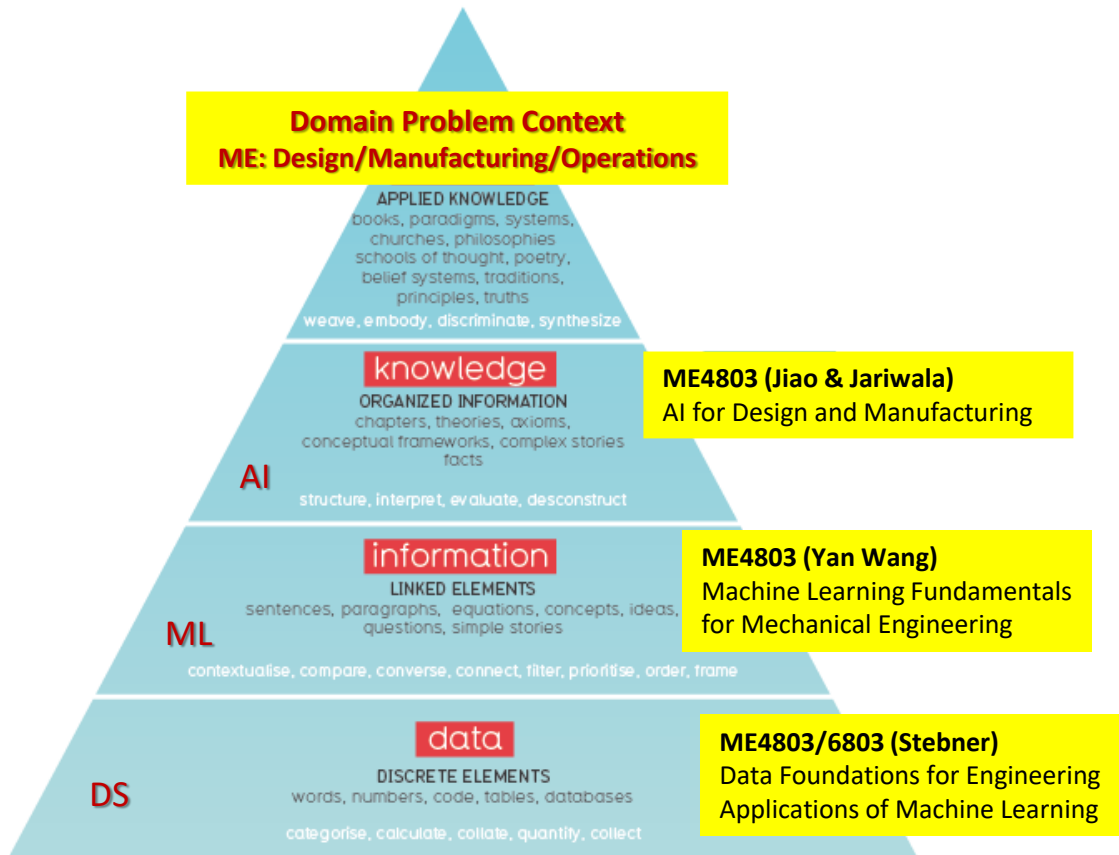 Domain Problem Context
ME: Design/Manufacturing/Operations
APPLIED KNOWLEDGE
books, paradigms, systems,
churches, philosophies
schools of thought, poetry,
belief systems, traditions,
principles, truths
weave, embody, discriminate, synthesize
knowledge
ORGANIZED INFORMATION
chapters, theories, axioms,
conceptual frameworks, complex stories
facts
AI
structure, interpret, evaluate, desconstruct
ME4803 (Jiao & Jariwala)
AI for Design and Manufacturing
information
LINKED ELEMENTS
sentences, paragraphs, equations, concepts, ideas,
questions, simple stories
ML
contextualise, compare, converse, connect, filter, prioritise, order, frame
ME4803 (Yan Wang)
Machine Learning Fundamentals
for Mechanical Engineering
data
DISCRETE ELEMENTS
words, numbers, code, tables, databases
DS
categorise, calculate, collate, quantify, collect
ME4803/6803 (Stebner)
Data Foundations for Engineering
Applications of Machine Learning